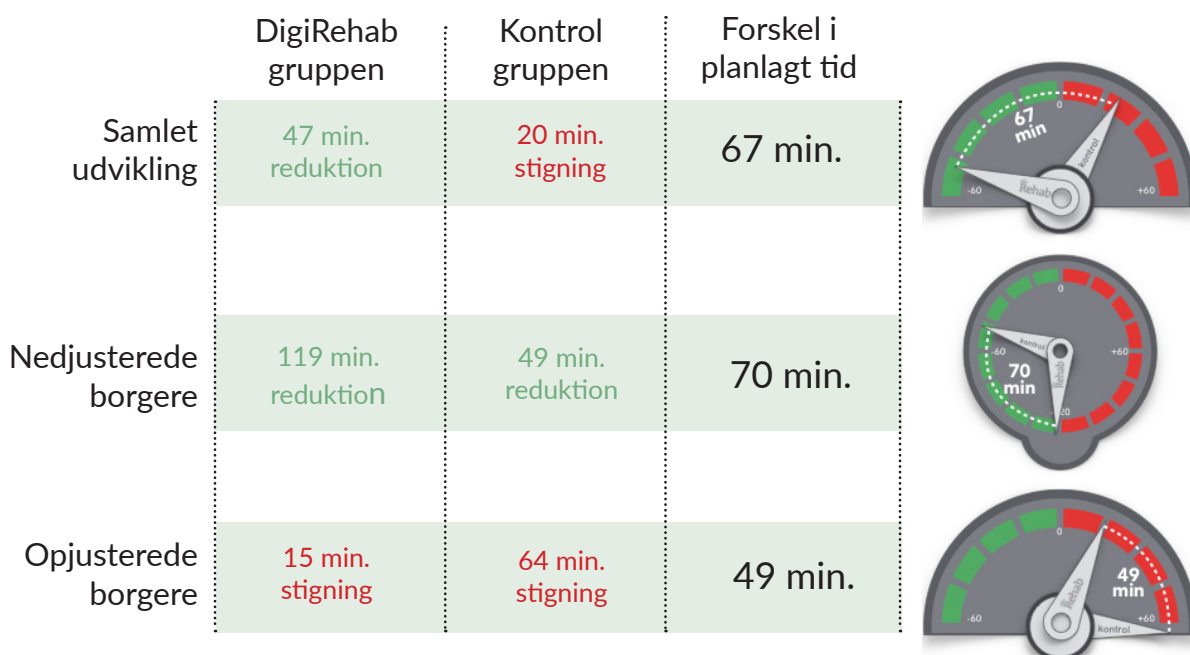 DigiRehab
gruppen
Kontrol
gruppen
Forskel i
planlagt tid
Samlet
udvikling
47 min.
reduktion
20 min.
stigning
67 min.
67
min
0
-60
+60
kontrol
Rehab
Nedjusterede
borgere
119 min.
reduktion
49 min.
reduktion
70 min.
0
kontrol
-60
+60
70
min
Rehab
Opjusterede
borgere
15 min.
stigning
64 min.
stigning
49 min.
0
49
min
Rehab
-60
+60
kontrol